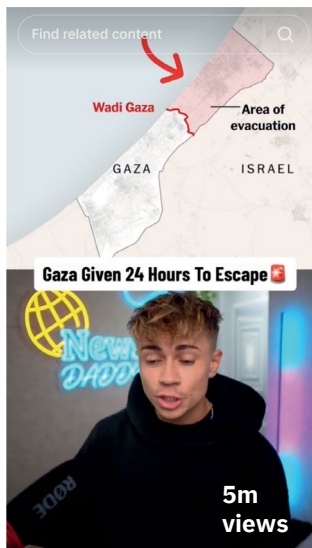 Find related content
Wadi Gaza
Area of
evacuation
GAZA
ISRAEL
Gaza Given 24 Hours To Escape🚨
News
DADDY
RØDE
5m
views